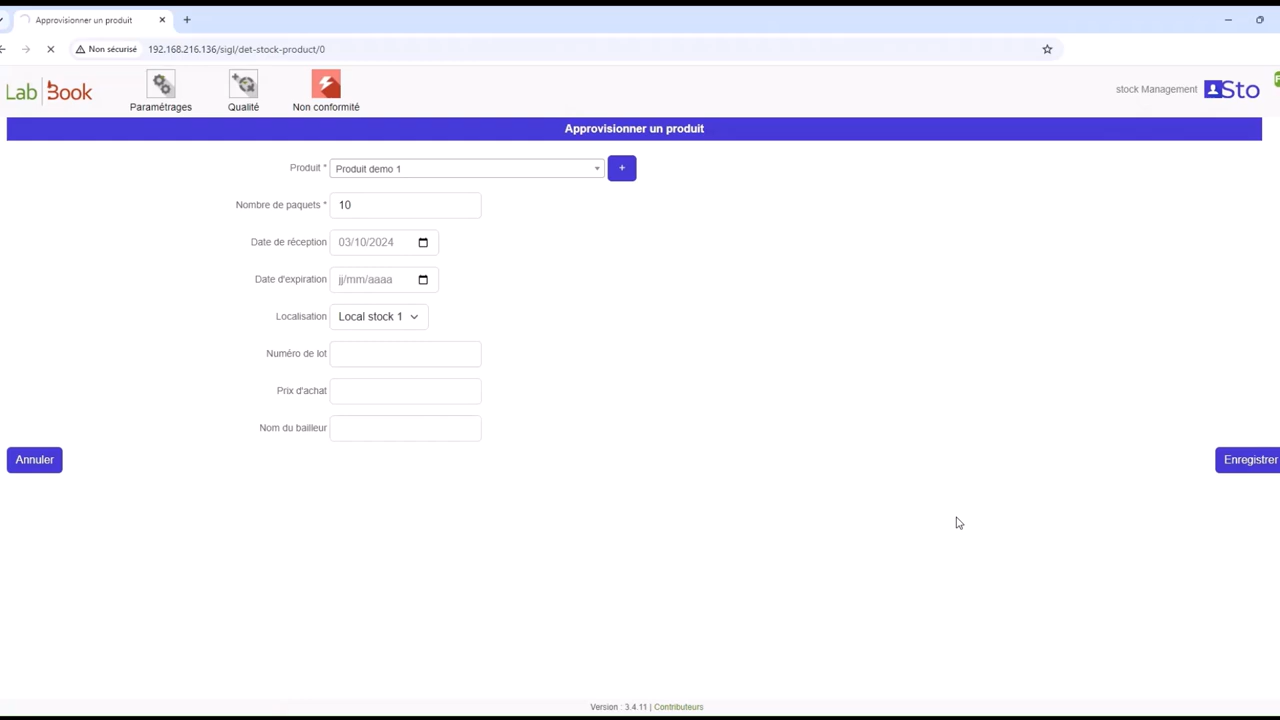 Approvisionner un produit
Non sécurisé 192.168.216.136/sigl/det-stock-product/0
Lab Book
Paramétrages
Qualité
Non conformité
stock Management
Sto
Approvisionner un produit
Produit * Produit demo 1 +
Nombre de paquets * 10
Date de réception 03/10/2024
Date d'expiration jj/mm/aaaa
Localisation Local stock 1
Numéro de lot
Prix d'achat
Nom du bailleur
Annuler
Enregistrer
Version : 3.4.11 | Contributeurs